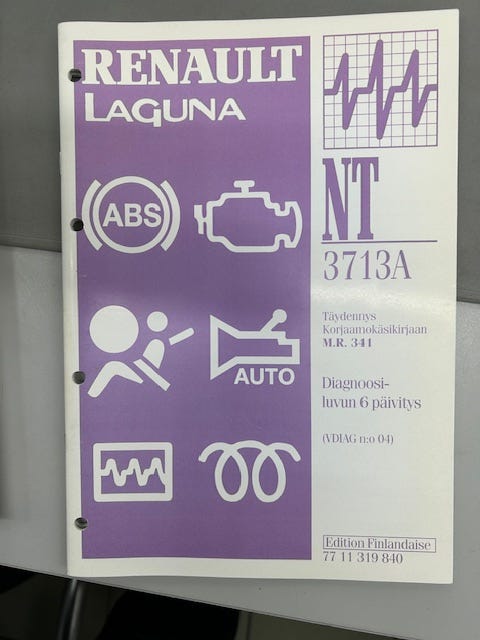 RENAULT
LAGUNA
ABS
AUTO
NT
3713A
Täydennys
Korjaamokäsikirjaan
M.R. 341
Diagnoosi-
luvun 6 päivitys
(VDIAG n:o 04)
Edition Finlandaise
77 11 319 840